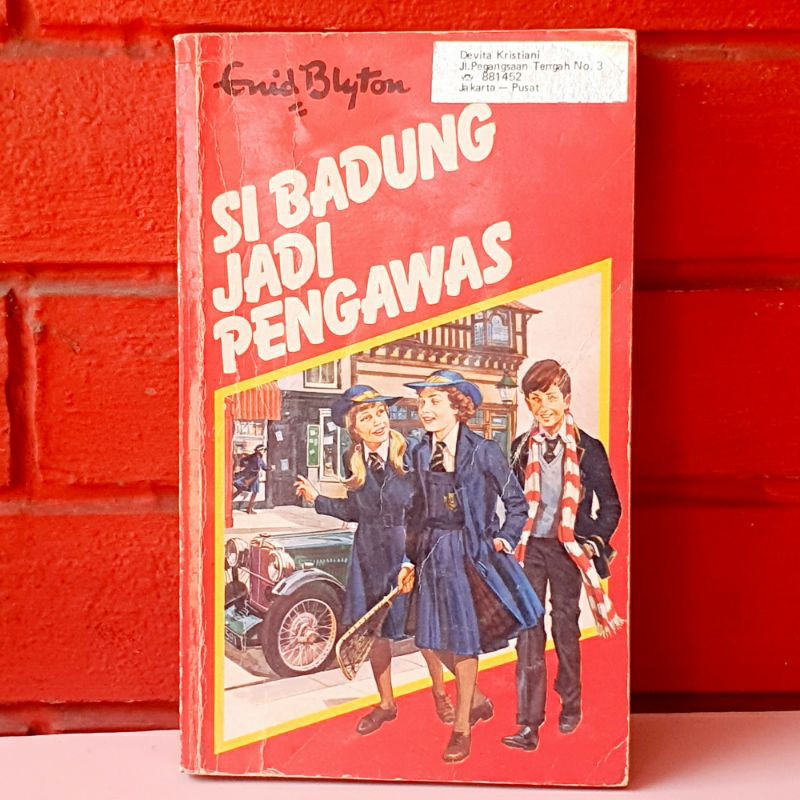 Enid Blyton
Devita Kristiani
Jl.Pegangsaan Tengah No. 3
☏ 881452
Jakarta — Pusat
SI BADUNG
JADI
PENGAWAS